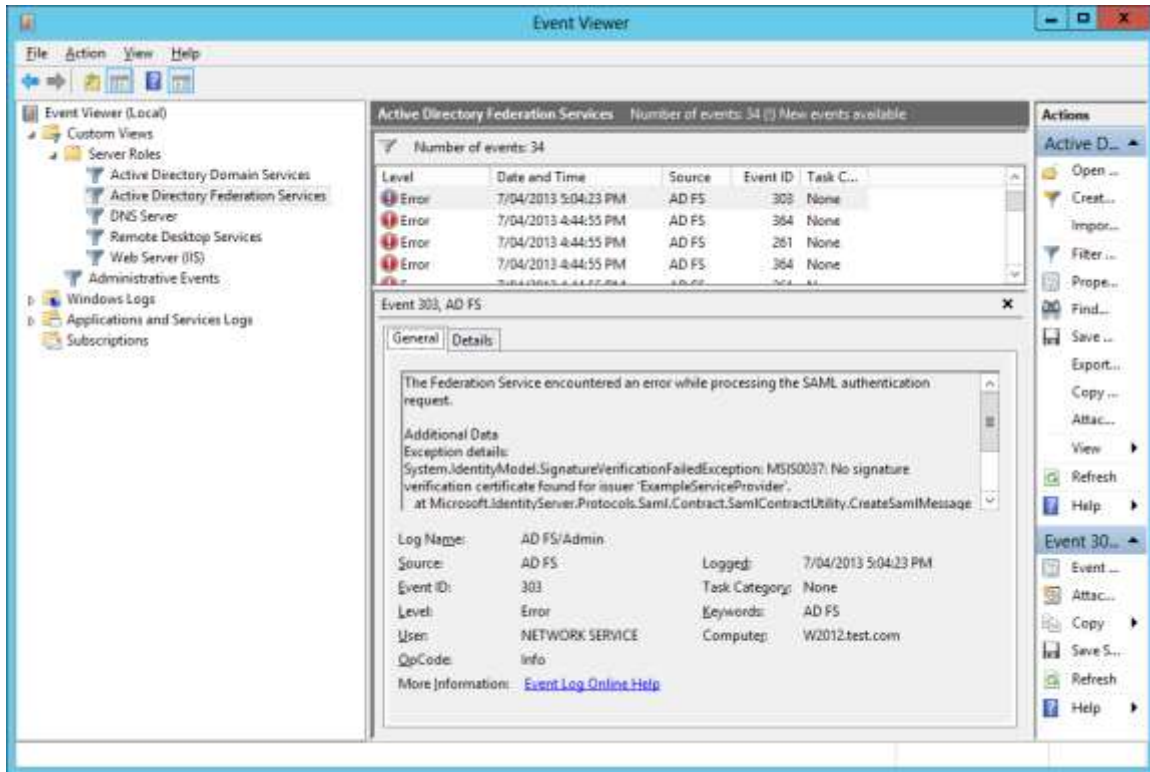 Event Viewer
File Action View Help
Event Viewer (Local)
Custom Views
Server Roles
Active Directory Domain Services
Active Directory Federation Services
DNS Server
Remote Desktop Services
Web Server (IIS)
Administrative Events
Windows Logs
Applications and Services Logs
Subscriptions
Active Directory Federation Services Number of events: 34 (!) New events available
Number of events: 34
Level Date and Time Source Event ID Task C...
Error 7/04/2013 5:04:23 PM AD FS 303 None
Error 7/04/2013 4:44:55 PM AD FS 364 None
Error 7/04/2013 4:44:55 PM AD FS 261 None
Error 7/04/2013 4:44:55 PM AD FS 364 None
Event 303, AD FS
General Details
The Federation Service encountered an error while processing the SAML authentication
request.
Additional Data
Exception details:
System.IdentityModel.SignatureVerificationFailedException: MSIS0037: No signature
verification certificate found for issuer 'ExampleServiceProvider'.
at Microsoft.IdentityServer.Protocols.Saml.Contract.SamlContractUtility.CreateSamlMessage
Log Name: AD FS/Admin
Source: AD FS Logged: 7/04/2013 5:04:23 PM
Event ID: 303 Task Category: None
Level: Error Keywords: AD FS
User: NETWORK SERVICE Computer: W2012.test.com
OpCode: Info
More Information: Event Log Online Help
Actions
Active D...
Open ...
Creat...
Impor...
Filter ...
Prope...
Find...
Save ...
Export...
Copy ...
Attac...
View
Refresh
Help
Event 30...
Event ...
Attac...
Copy
Save S...
Refresh
Help